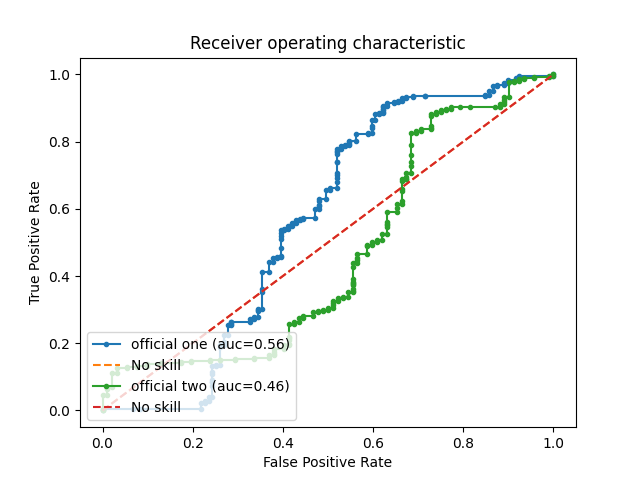 Receiver operating characteristic
True Positive Rate
1.0
0.8
0.6
0.4
0.2
0.0
official one (auc=0.56)
No skill
official two (auc=0.46)
No skill
0.0 0.2 0.4 0.6 0.8 1.0
False Positive Rate